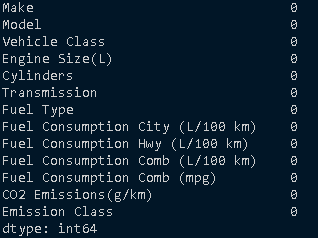 Make 0
Model 0
Vehicle Class 0
Engine Size(L) 0
Cylinders 0
Transmission 0
Fuel Type 0
Fuel Consumption City (L/100 km) 0
Fuel Consumption Hwy (L/100 km) 0
Fuel Consumption Comb (L/100 km) 0
Fuel Consumption Comb (mpg) 0
CO2 Emissions(g/km) 0
Emission Class 0
dtype: int64